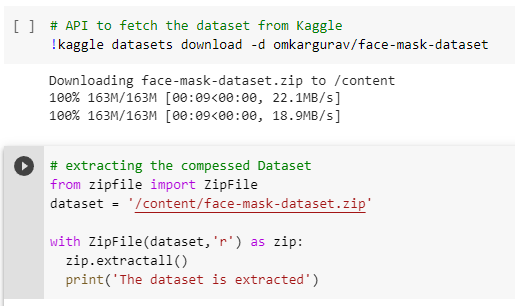 [ ] # API to fetch the dataset from Kaggle
!kaggle datasets download -d omkargurav/face-mask-dataset
Downloading face-mask-dataset.zip to /content
100% 163M/163M [00:09<00:00, 22.1MB/s]
100% 163M/163M [00:09<00:00, 18.9MB/s]
# extracting the compessed Dataset
from zipfile import ZipFile
dataset = '/content/face-mask-dataset.zip'
with ZipFile(dataset,'r') as zip:
zip.extractall()
print('The dataset is extracted')